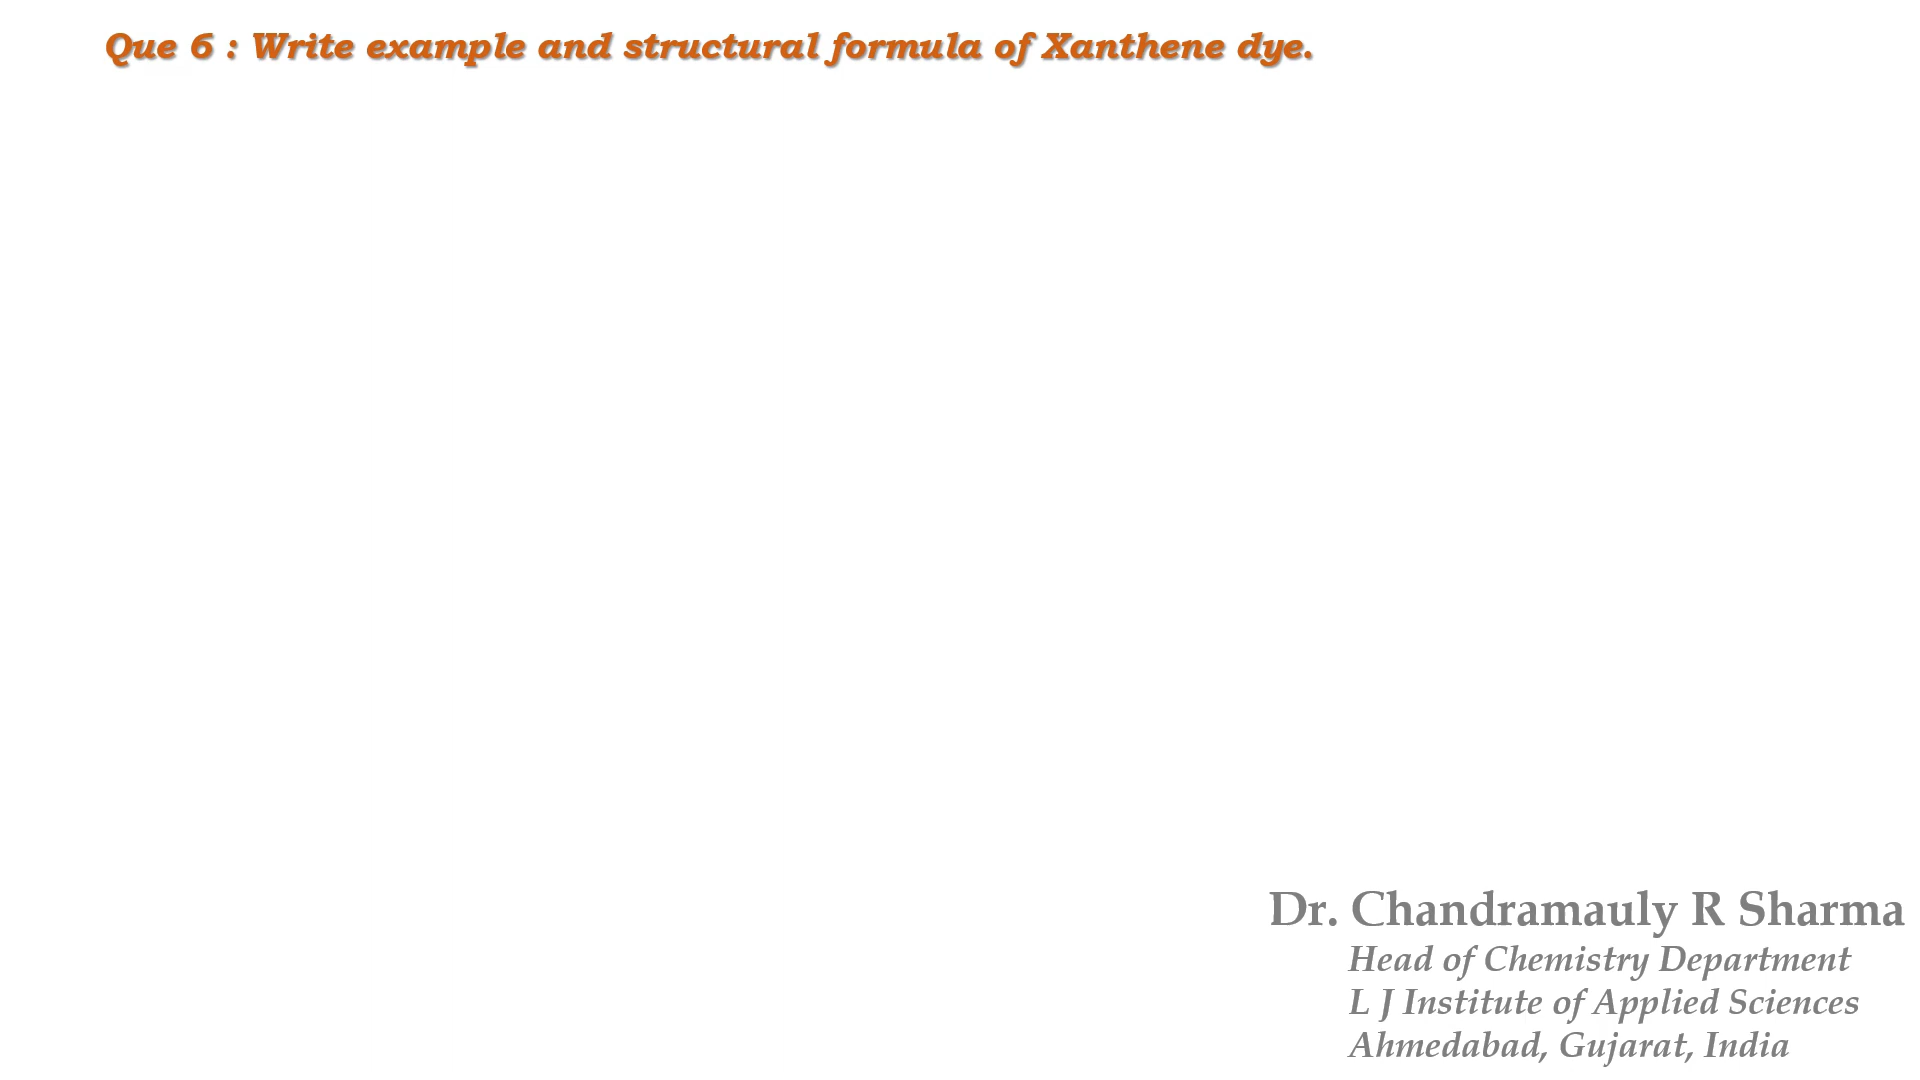 Que 6 : Write example and structural formula of Xanthene dye.
Dr. Chandramauly R Sharma
Head of Chemistry Department
L J Institute of Applied Sciences
Ahmedabad, Gujarat, India